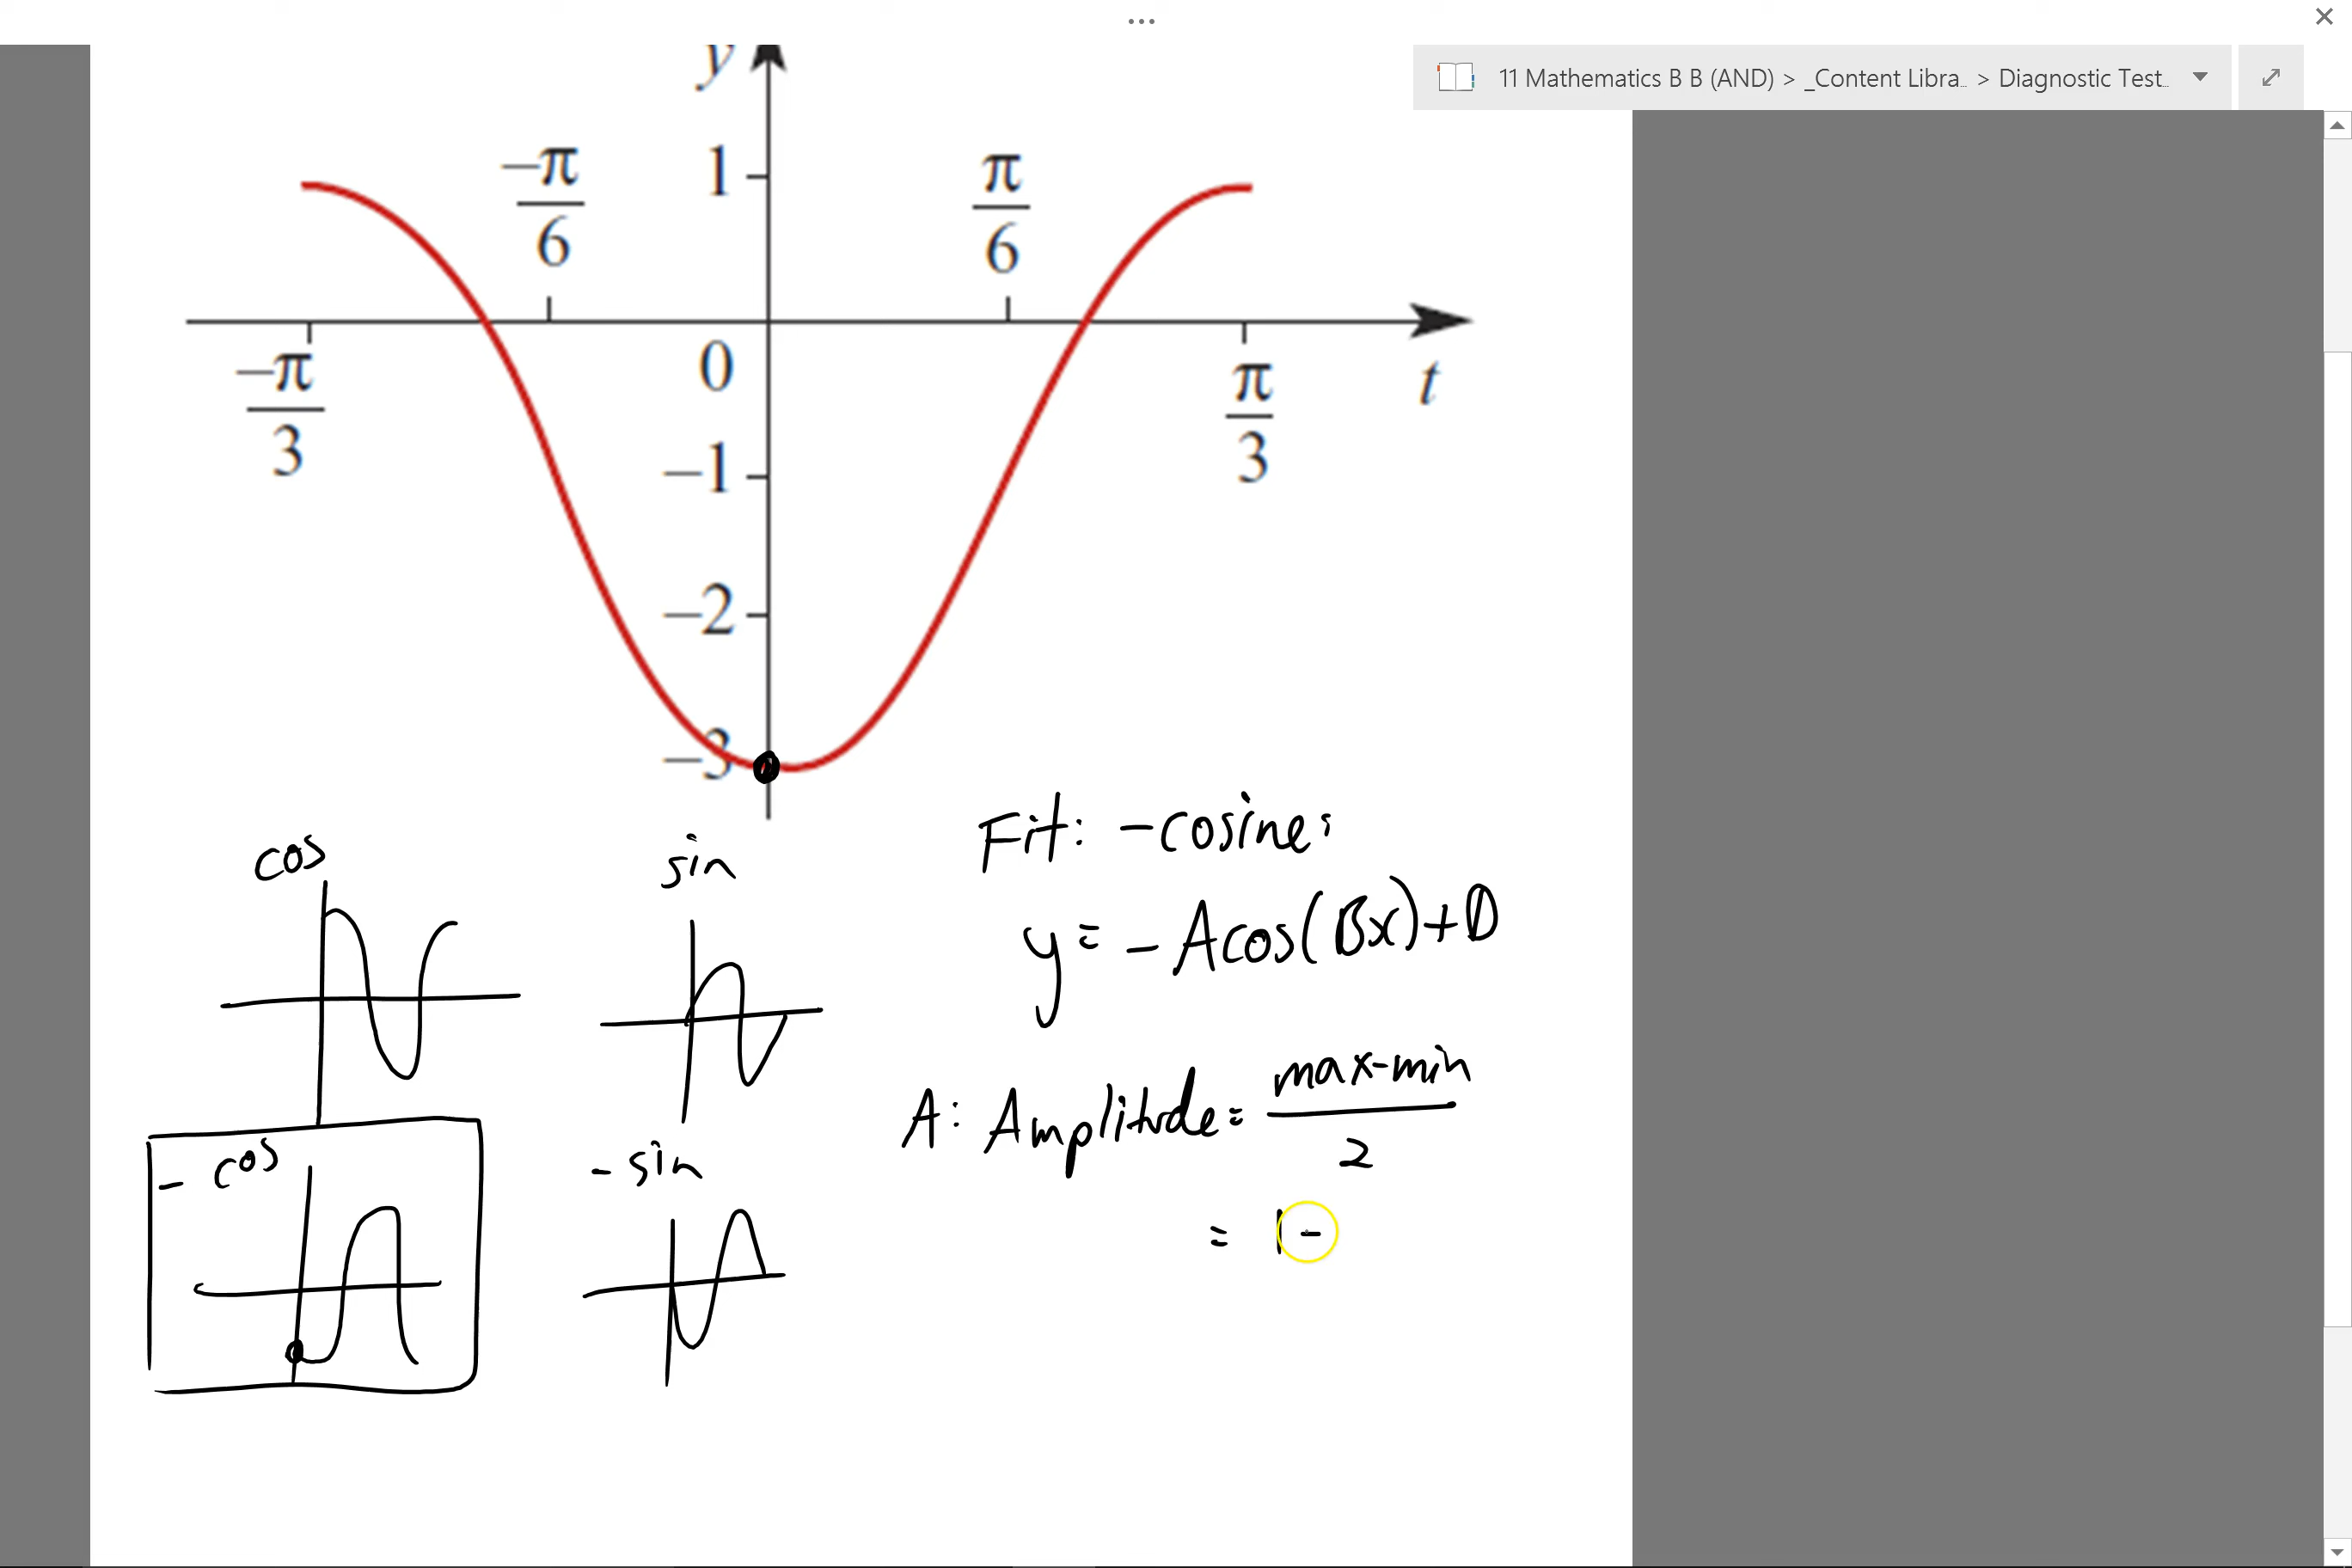 ...
11 Mathematics B B (AND) > _Content Libra... > Diagnostic Test...
y
1
−π/6
π/6
0
t
−π/3
π/3
−1
−2
−3
cos
sin
Fit: -cosine:
y = -Acos(Bx)+D
A: Amplitude = max-min/2
= 1 -
- cos
- sin